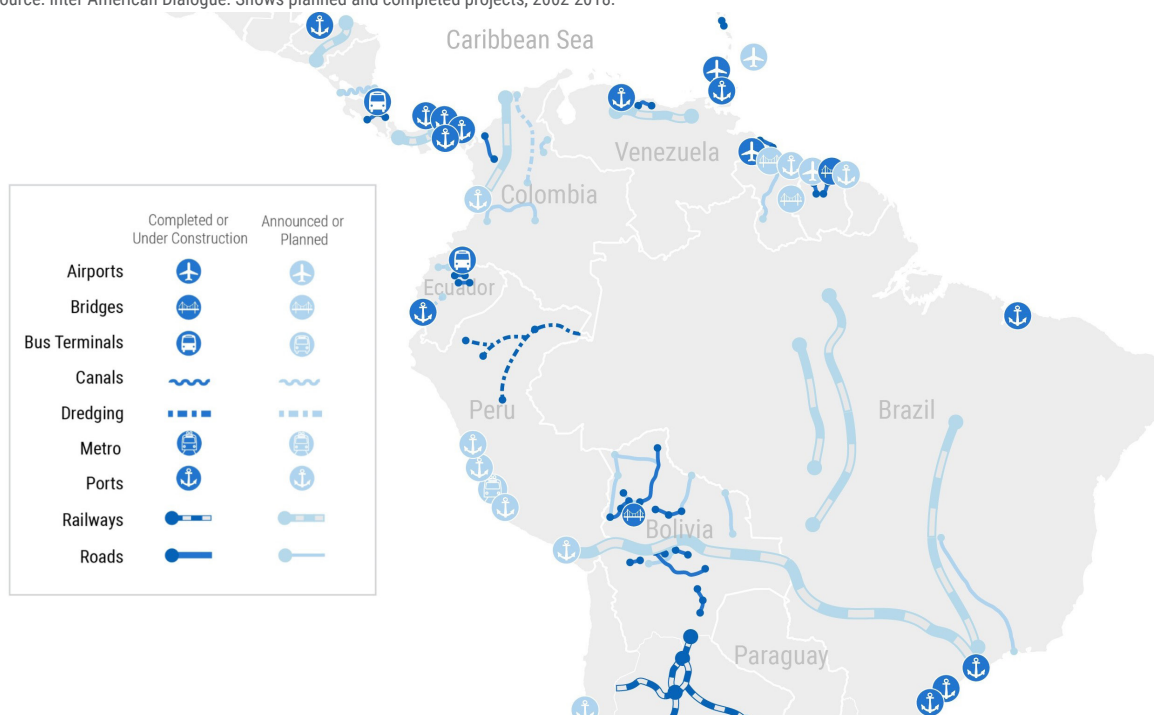 ource: Inter American Dialogue. Shows planned and completed projects, 2002 2018.
Caribbean Sea
Venezuela
Colombia
Completed or
Under Construction
Announced or
Planned
Airports
Bridges
Bus Terminals
Canals
Dredging
Metro
Ports
Railways
Roads
Ecuador
Peru
Brazil
Bolivia
Paraguay